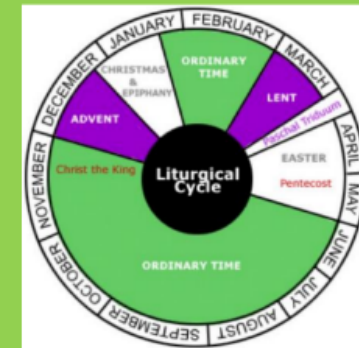 JANUARY
FEBRUARY
MARCH
APRIL
MAY
JUNE
JULY
AUGUST
SEPTEMBER
OCTOBER
NOVEMBER
DECEMBER
CHRISTMAS
&
EPIPHANY
ORDINARY
TIME
LENT
Paschal Triduum
EASTER
Pentecost
ORDINARY TIME
Christ the King
ADVENT
Liturgical
Cycle